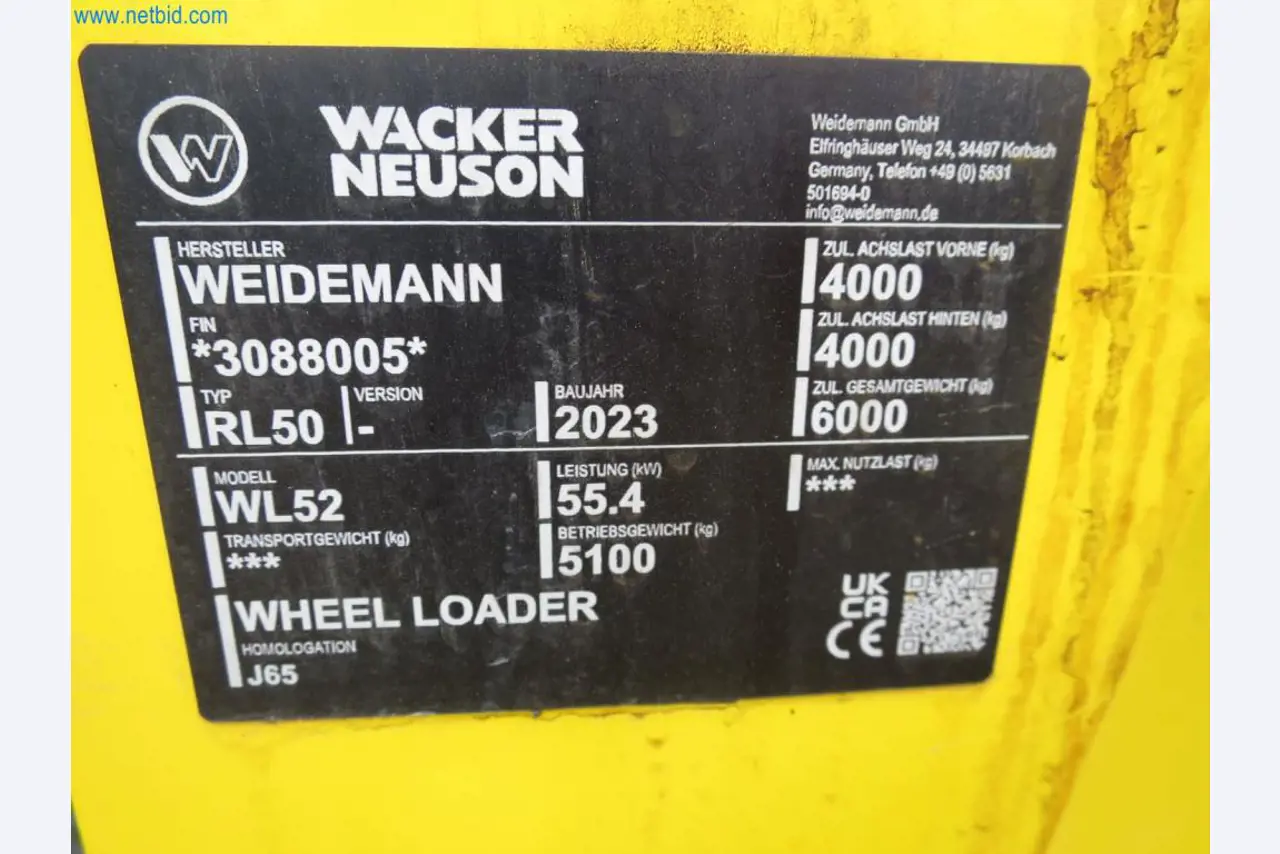 www.netbid.com
W
WACKER
NEUSON
Weidemann GmbH
Elfringhäuser Weg 24, 34497 Korbach
Germany, Telefon +49 (0) 5631
501694-0
info@weidemann.de
HERSTELLER
WEIDEMANN
FIN
*3088005*
TYP
RL50
VERSION
-
BAUJAHR
2023
ZUL. ACHSLAST VORNE (kg)
4000
ZUL. ACHSLAST HINTEN (kg)
4000
ZUL. GESAMTGEWICHT (kg)
6000
MODELL
WL52
LEISTUNG (kW)
55.4
MAX. NUTZLAST (kg)
***
TRANSPORTGEWICHT (kg)
***
BETRIEBSGEWICHT (kg)
5100
WHEEL LOADER
HOMOLOGATION
J65
UK
CA
CE